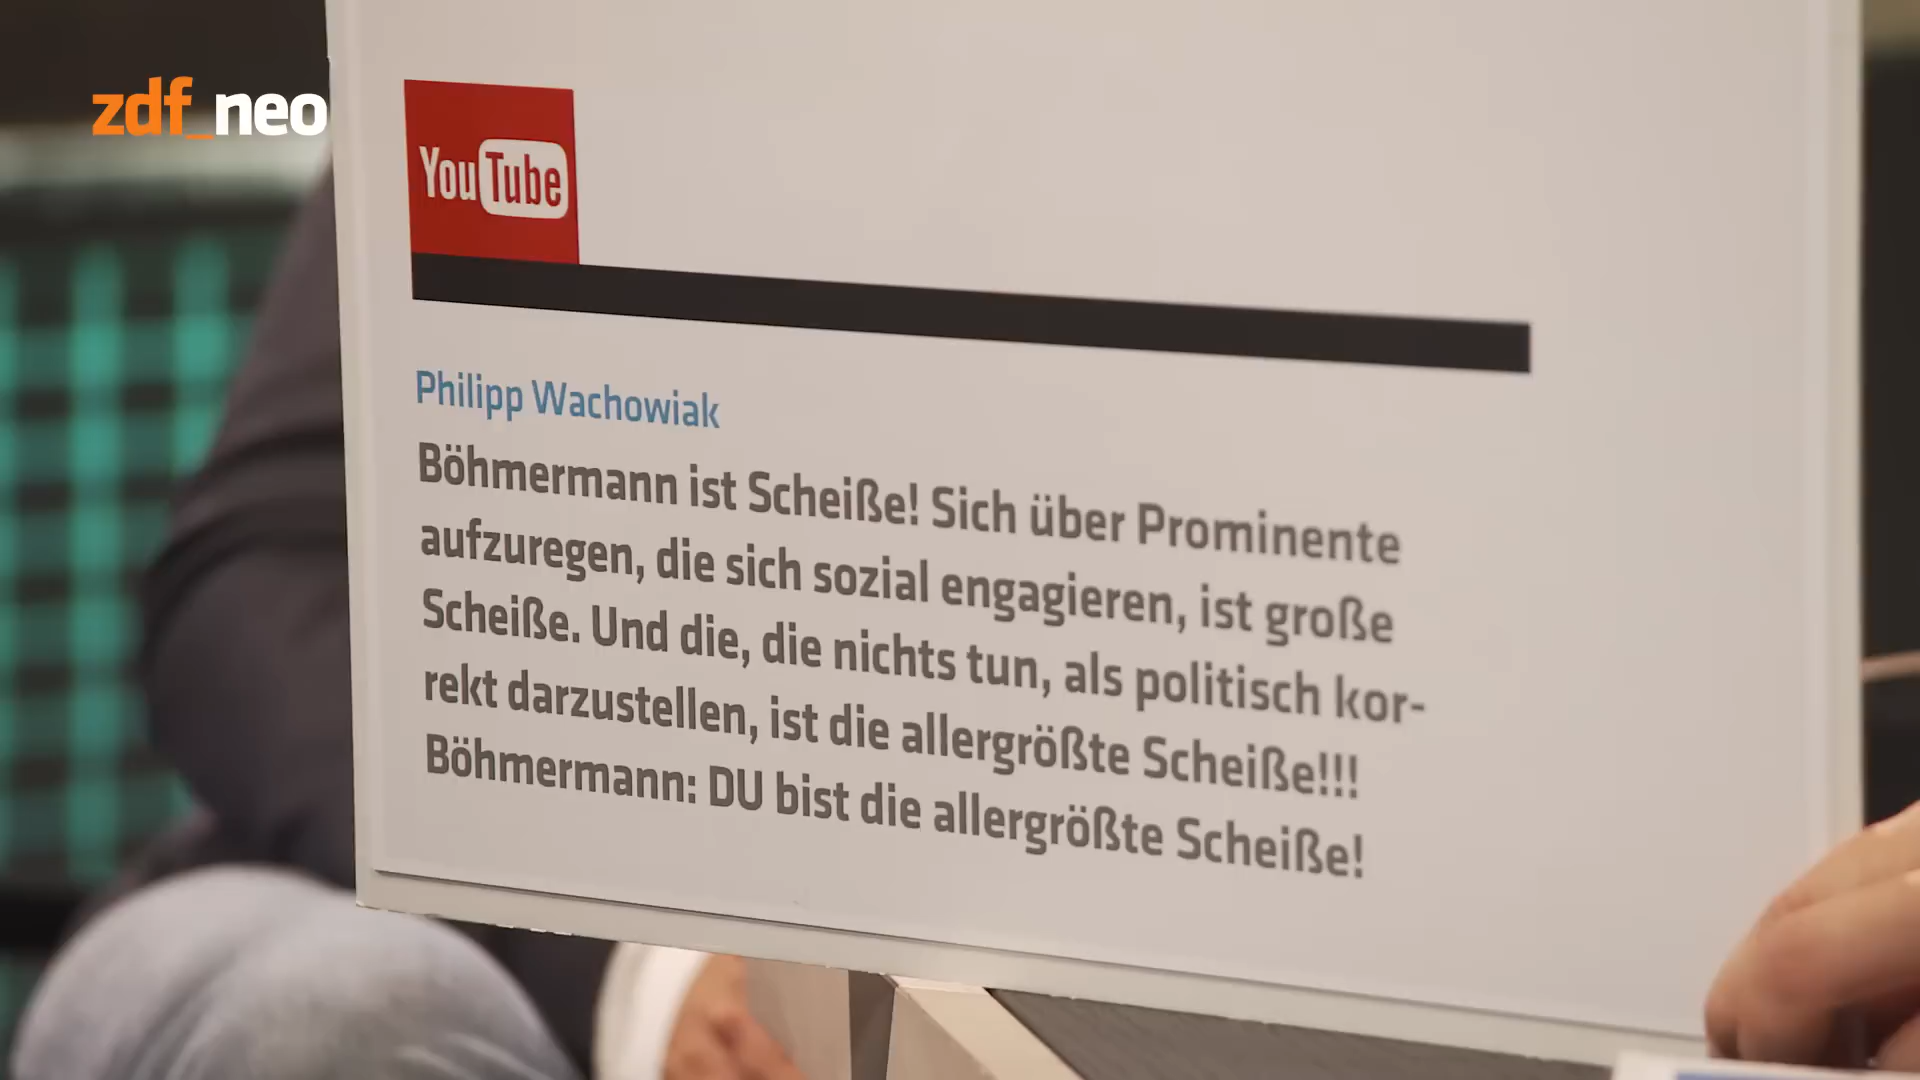 zdf_neo
YouTube
Philipp Wachowiak
Böhmermann ist Scheiße! Sich über Prominente
aufzuregen, die sich sozial engagieren, ist große
Scheiße. Und die, die nichts tun, als politisch kor-
rekt darzustellen, ist die allergrößte Scheiße!!!
Böhmermann: DU bist die allergrößte Scheiße!